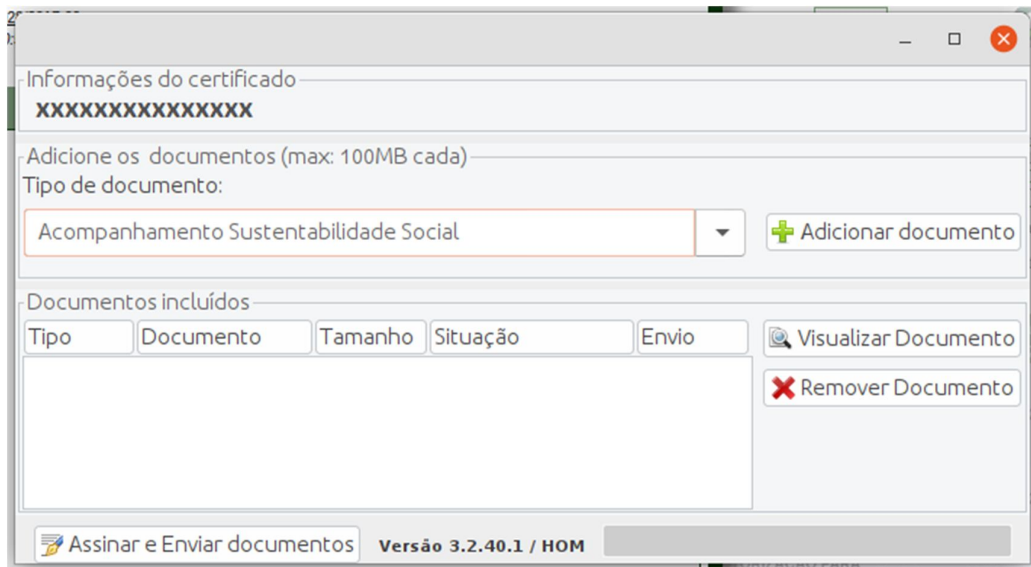 Informações do certificado
XXXXXXXXXXXXXXX
Adicione os documentos (max: 100MB cada)
Tipo de documento:
Acompanhamento Sustentabilidade Social
Adicionar documento
Documentos incluídos
Tipo Documento Tamanho Situação Envio
Visualizar Documento
Remover Documento
Assinar e Enviar documentos Versão 3.2.40.1 / HOM